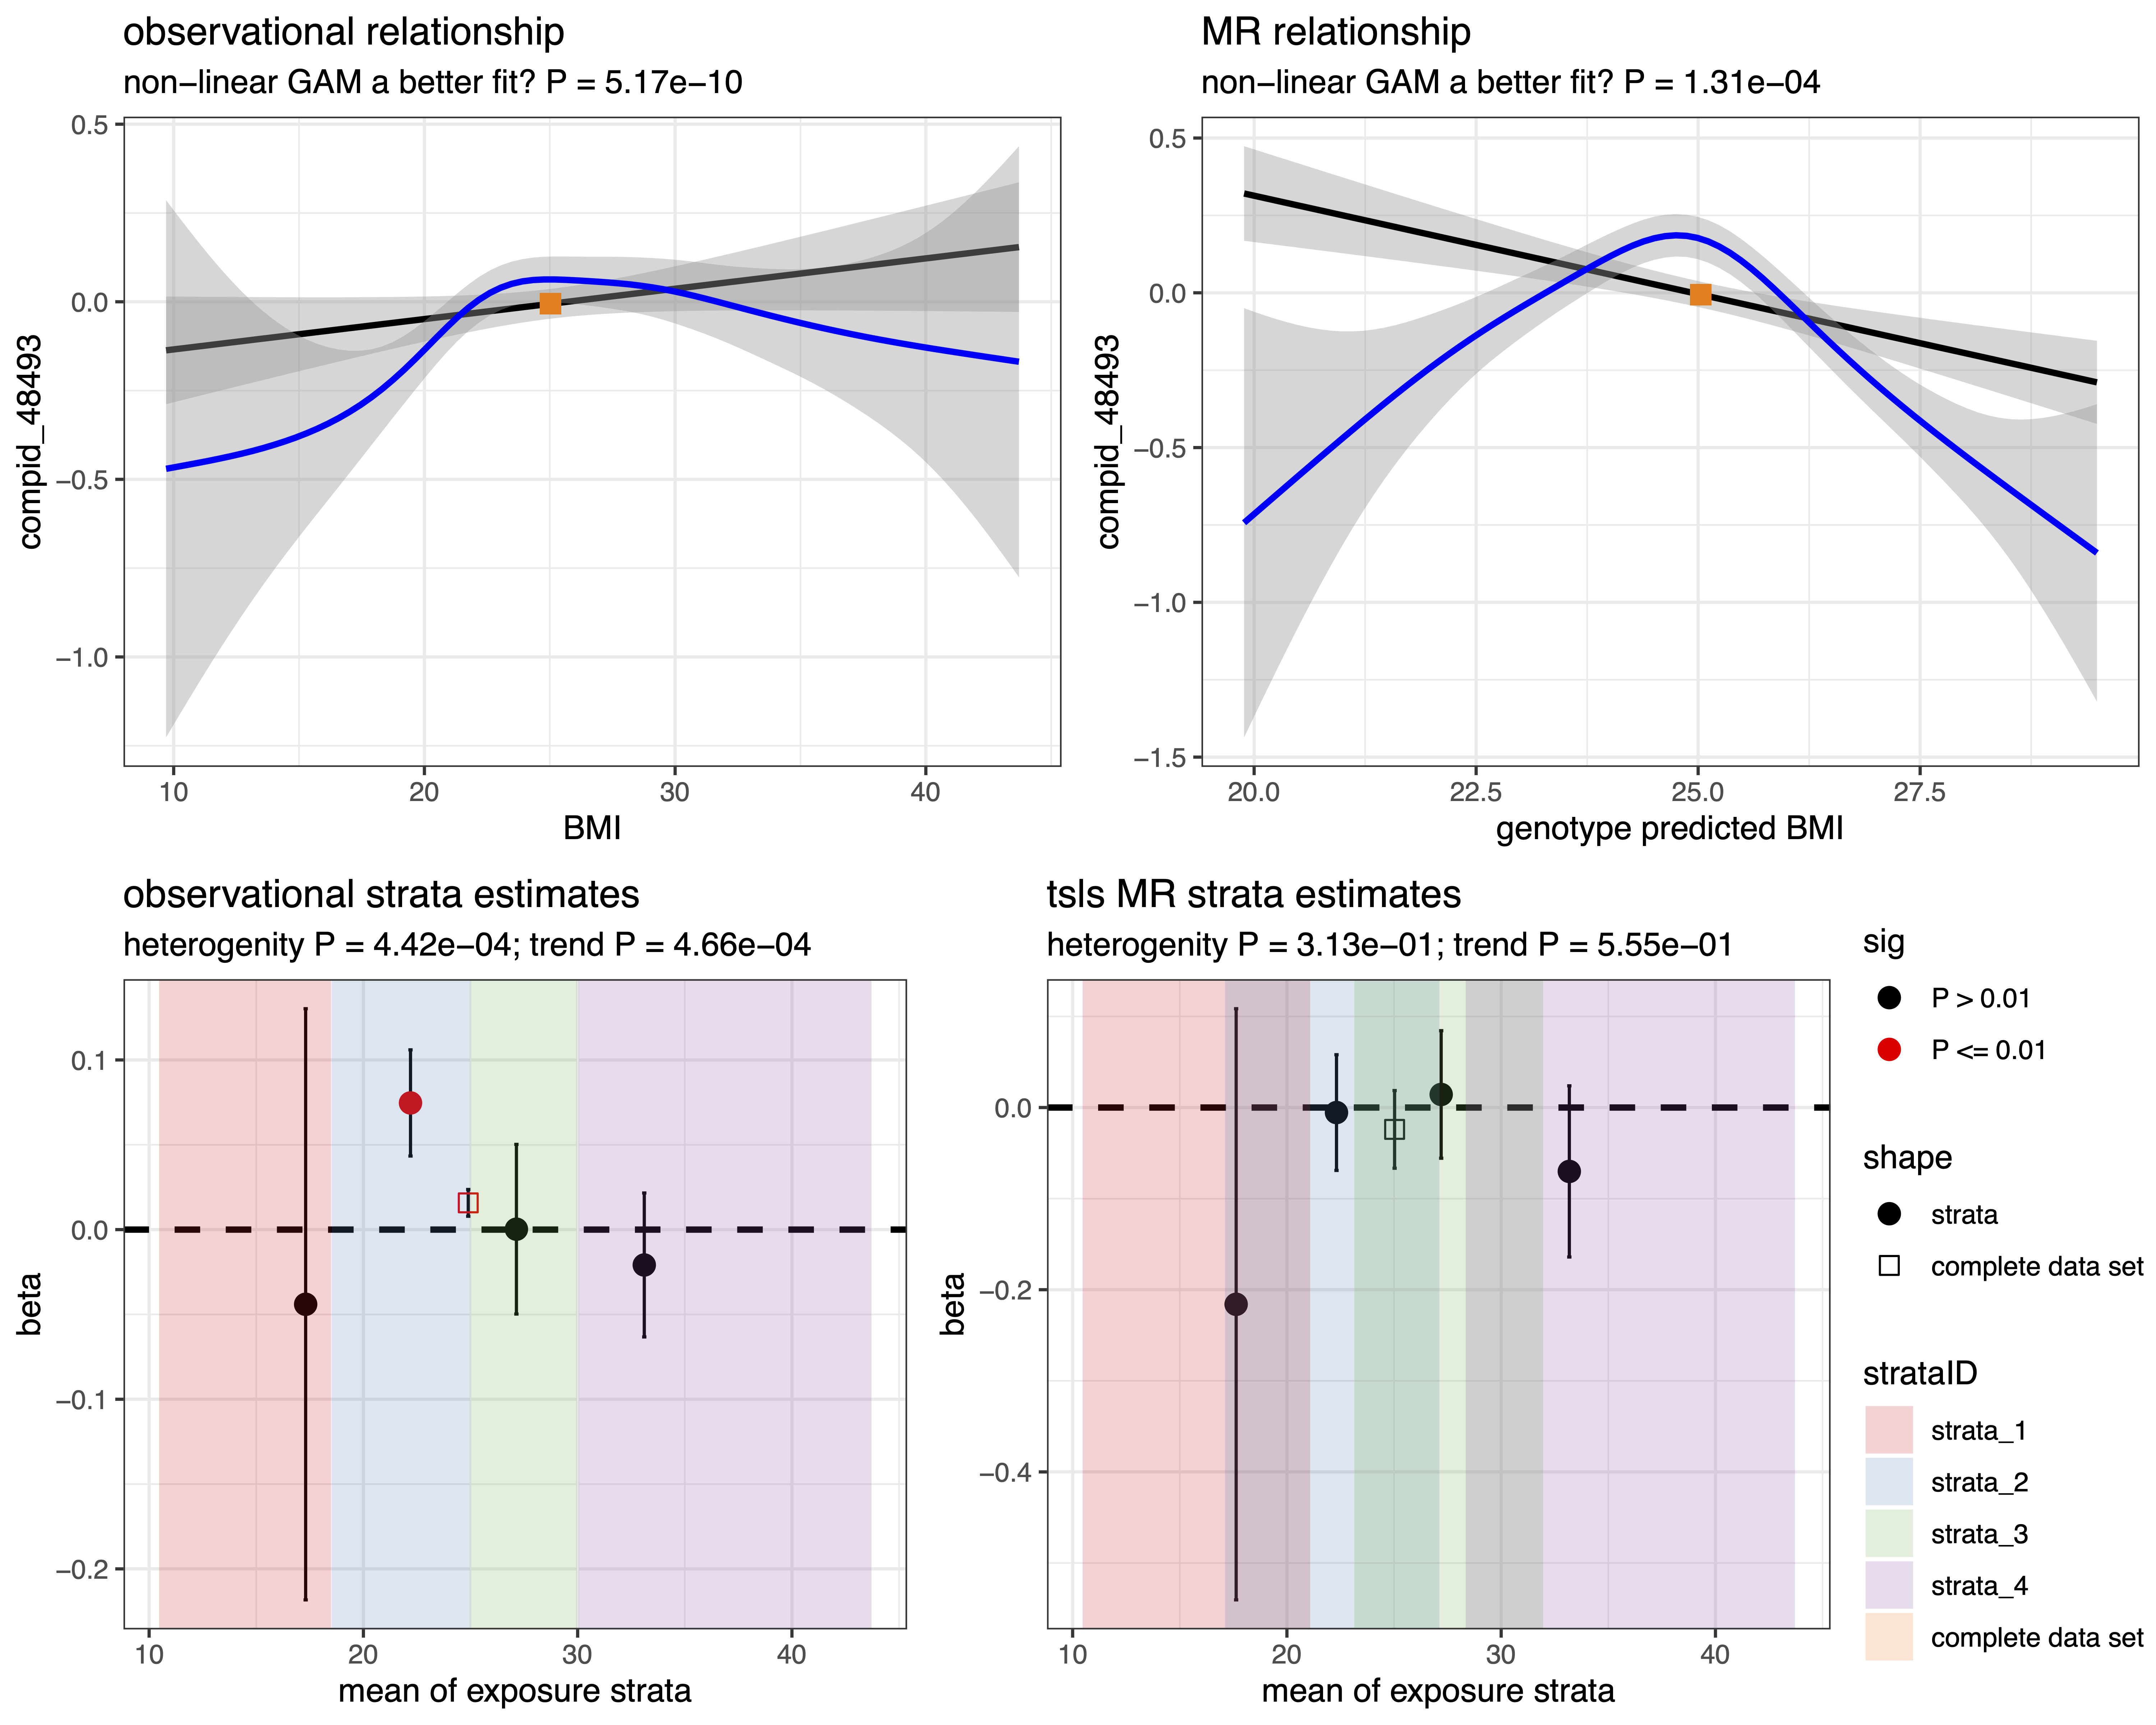 observational relationship
non−linear GAM a better fit? P = 5.17e−10
compid_48493
0.5
0.0
−0.5
−1.0
10 20 30 40
BMI
MR relationship
non−linear GAM a better fit? P = 1.31e−04
compid_48493
0.5
0.0
−0.5
−1.0
−1.5
20.0 22.5 25.0 27.5
genotype predicted BMI
observational strata estimates
heterogenity P = 4.42e−04; trend P = 4.66e−04
beta
0.1
0.0
−0.1
−0.2
10 20 30 40
mean of exposure strata
tsls MR strata estimates
heterogenity P = 3.13e−01; trend P = 5.55e−01
beta
0.0
−0.2
−0.4
10 20 30 40
mean of exposure strata
sig
P > 0.01
P <= 0.01
shape
strata
complete data set
strataID
strata_1
strata_2
strata_3
strata_4
complete data set